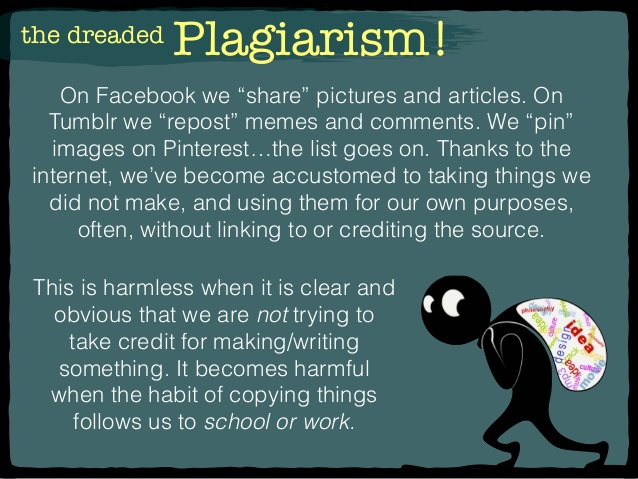 the dreaded Plagiarism!
On Facebook we “share” pictures and articles. On
Tumblr we “repost” memes and comments. We “pin”
images on Pinterest…the list goes on. Thanks to the
internet, we’ve become accustomed to taking things we
did not make, and using them for our own purposes,
often, without linking to or crediting the source.
This is harmless when it is clear and
obvious that we are not trying to
take credit for making/writing
something. It becomes harmful
when the habit of copying things
follows us to school or work.
philosophy
idea
culture
idea
design
idea
mp3
movie
culture